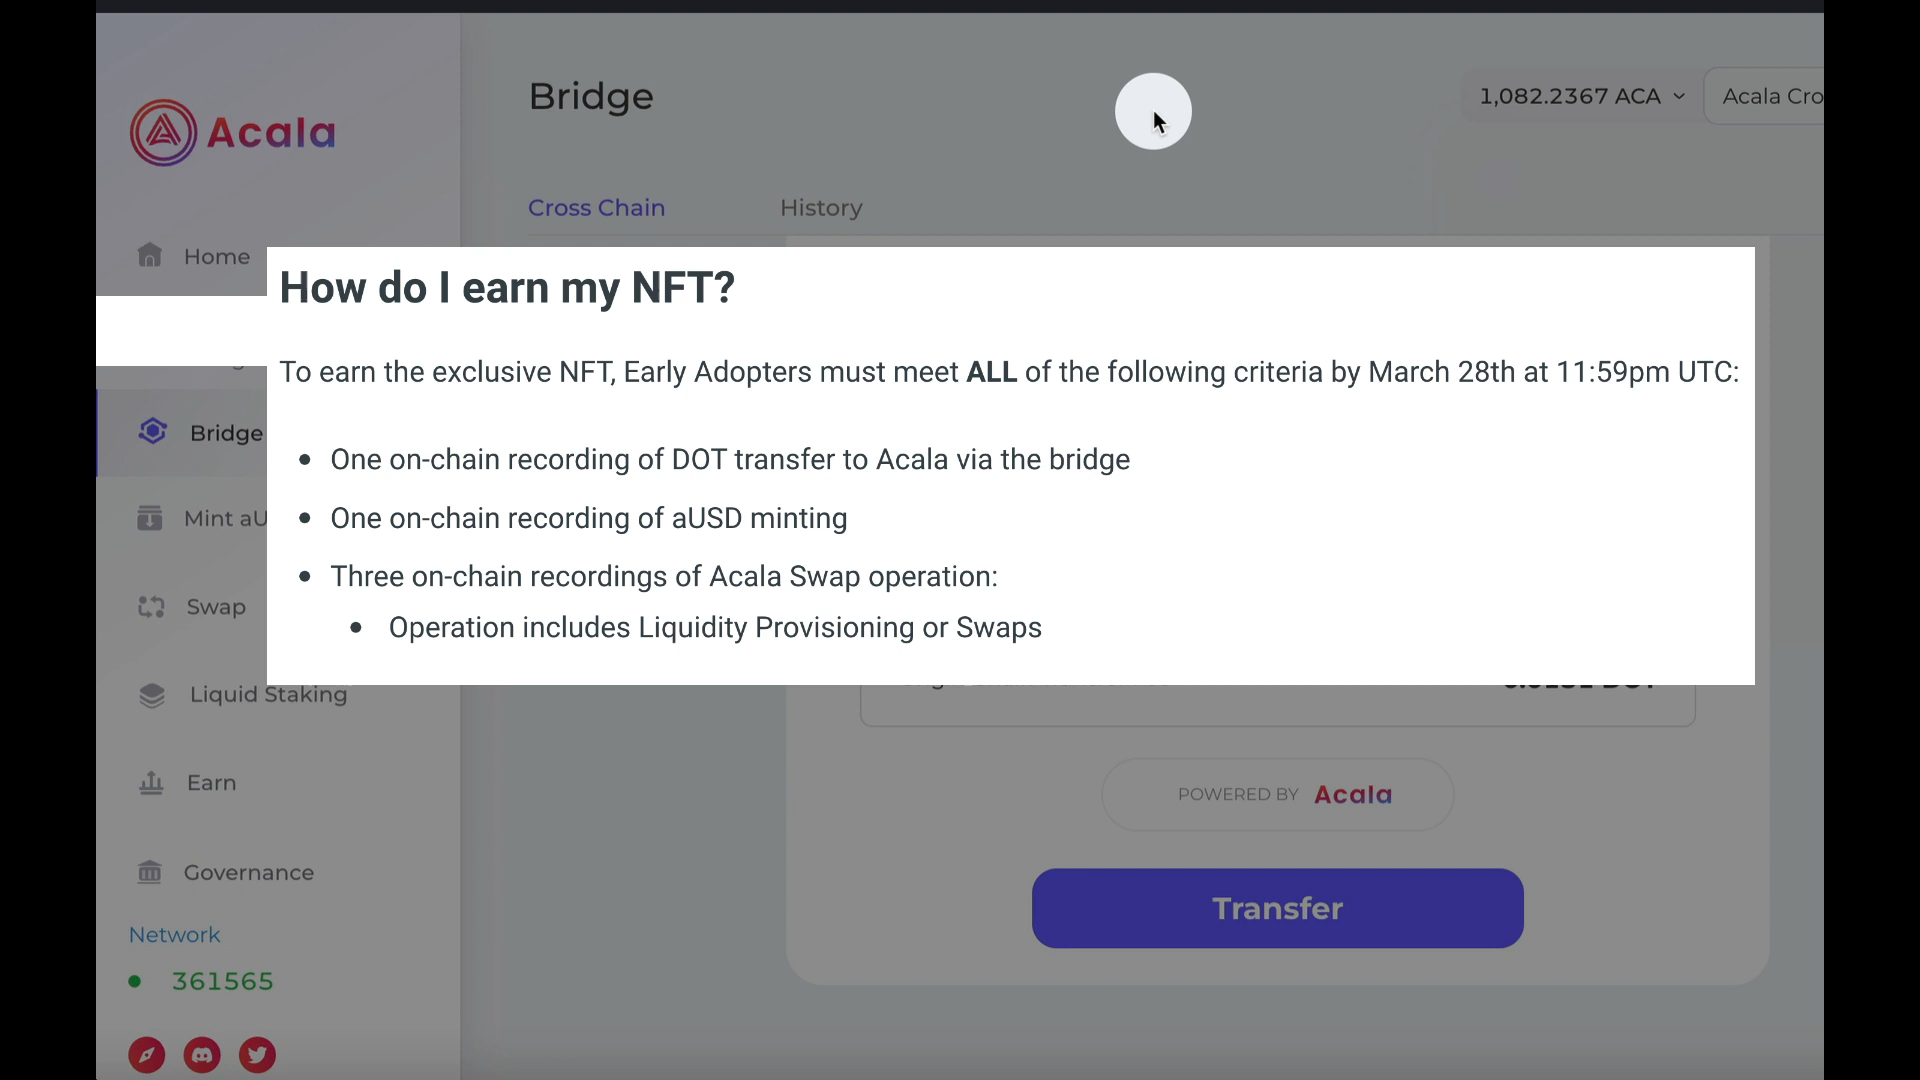 Acala
Bridge
1,082.2367 ACA
Acala Cro
Cross Chain
History
Home
How do I earn my NFT?
To earn the exclusive NFT, Early Adopters must meet ALL of the following criteria by March 28th at 11:59pm UTC:
Bridge
• One on-chain recording of DOT transfer to Acala via the bridge
Mint aU
• One on-chain recording of aUSD minting
• Three on-chain recordings of Acala Swap operation:
Swap
• Operation includes Liquidity Provisioning or Swaps
Liquid Staking
Earn
POWERED BY Acala
Governance
Transfer
Network
361565